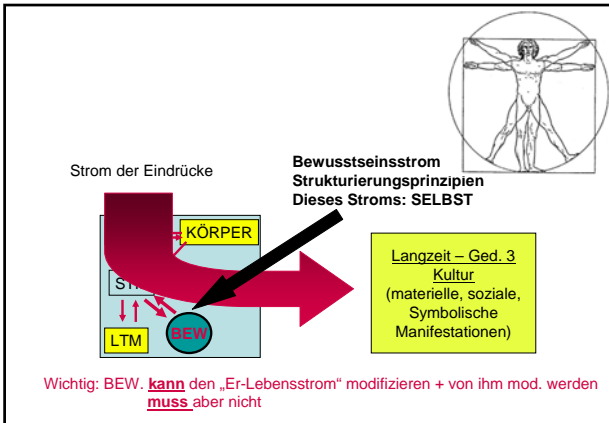 Strom der Eindrücke
Bewusstseinsstrom
Strukturierungsprinzipien
Dieses Stroms: SELBST
KÖRPER
LTM
BEW
Langzeit – Ged. 3
Kultur
(materielle, soziale,
Symbolische
Manifestationen)
Wichtig: BEW. kann den „Er-Lebensstrom“ modifizieren + von ihm mod. werden
muss aber nicht